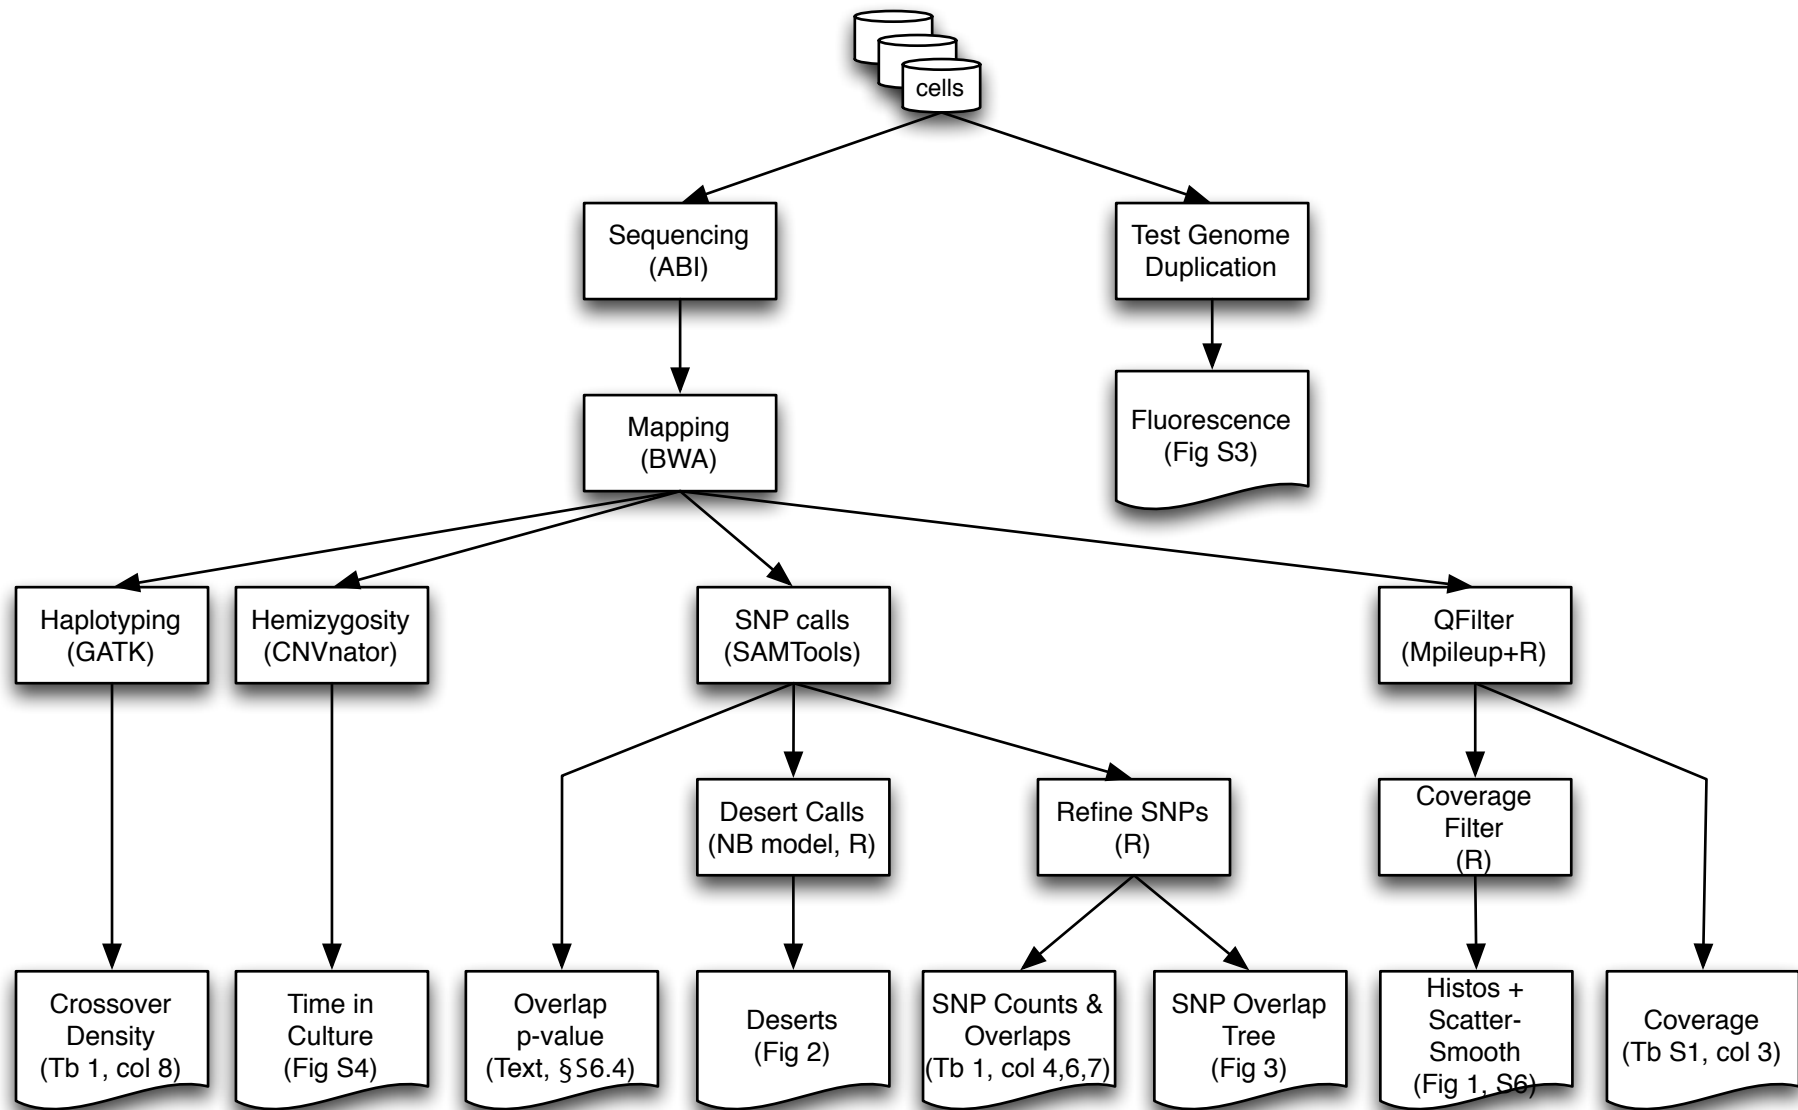 cells
Sequencing
(ABI)
Test Genome
Duplication
Mapping
(BWA)
Fluorescence
(Fig S3)
Haplotyping
(GATK)
Hemizygosity
(CNVnator)
SNP calls
(SAMTools)
QFilter
(Mpileup+R)
Desert Calls
(NB model, R)
Refine SNPs
(R)
Coverage
Filter
(R)
Crossover
Density
(Tb 1, col 8)
Time in
Culture
(Fig S4)
Overlap
p-value
(Text, §S6.4)
Deserts
(Fig 2)
SNP Counts &
Overlaps
(Tb 1, col 4,6,7)
SNP Overlap
Tree
(Fig 3)
Histos +
Scatter-
Smooth
(Fig 1, S6)
Coverage
(Tb S1, col 3)